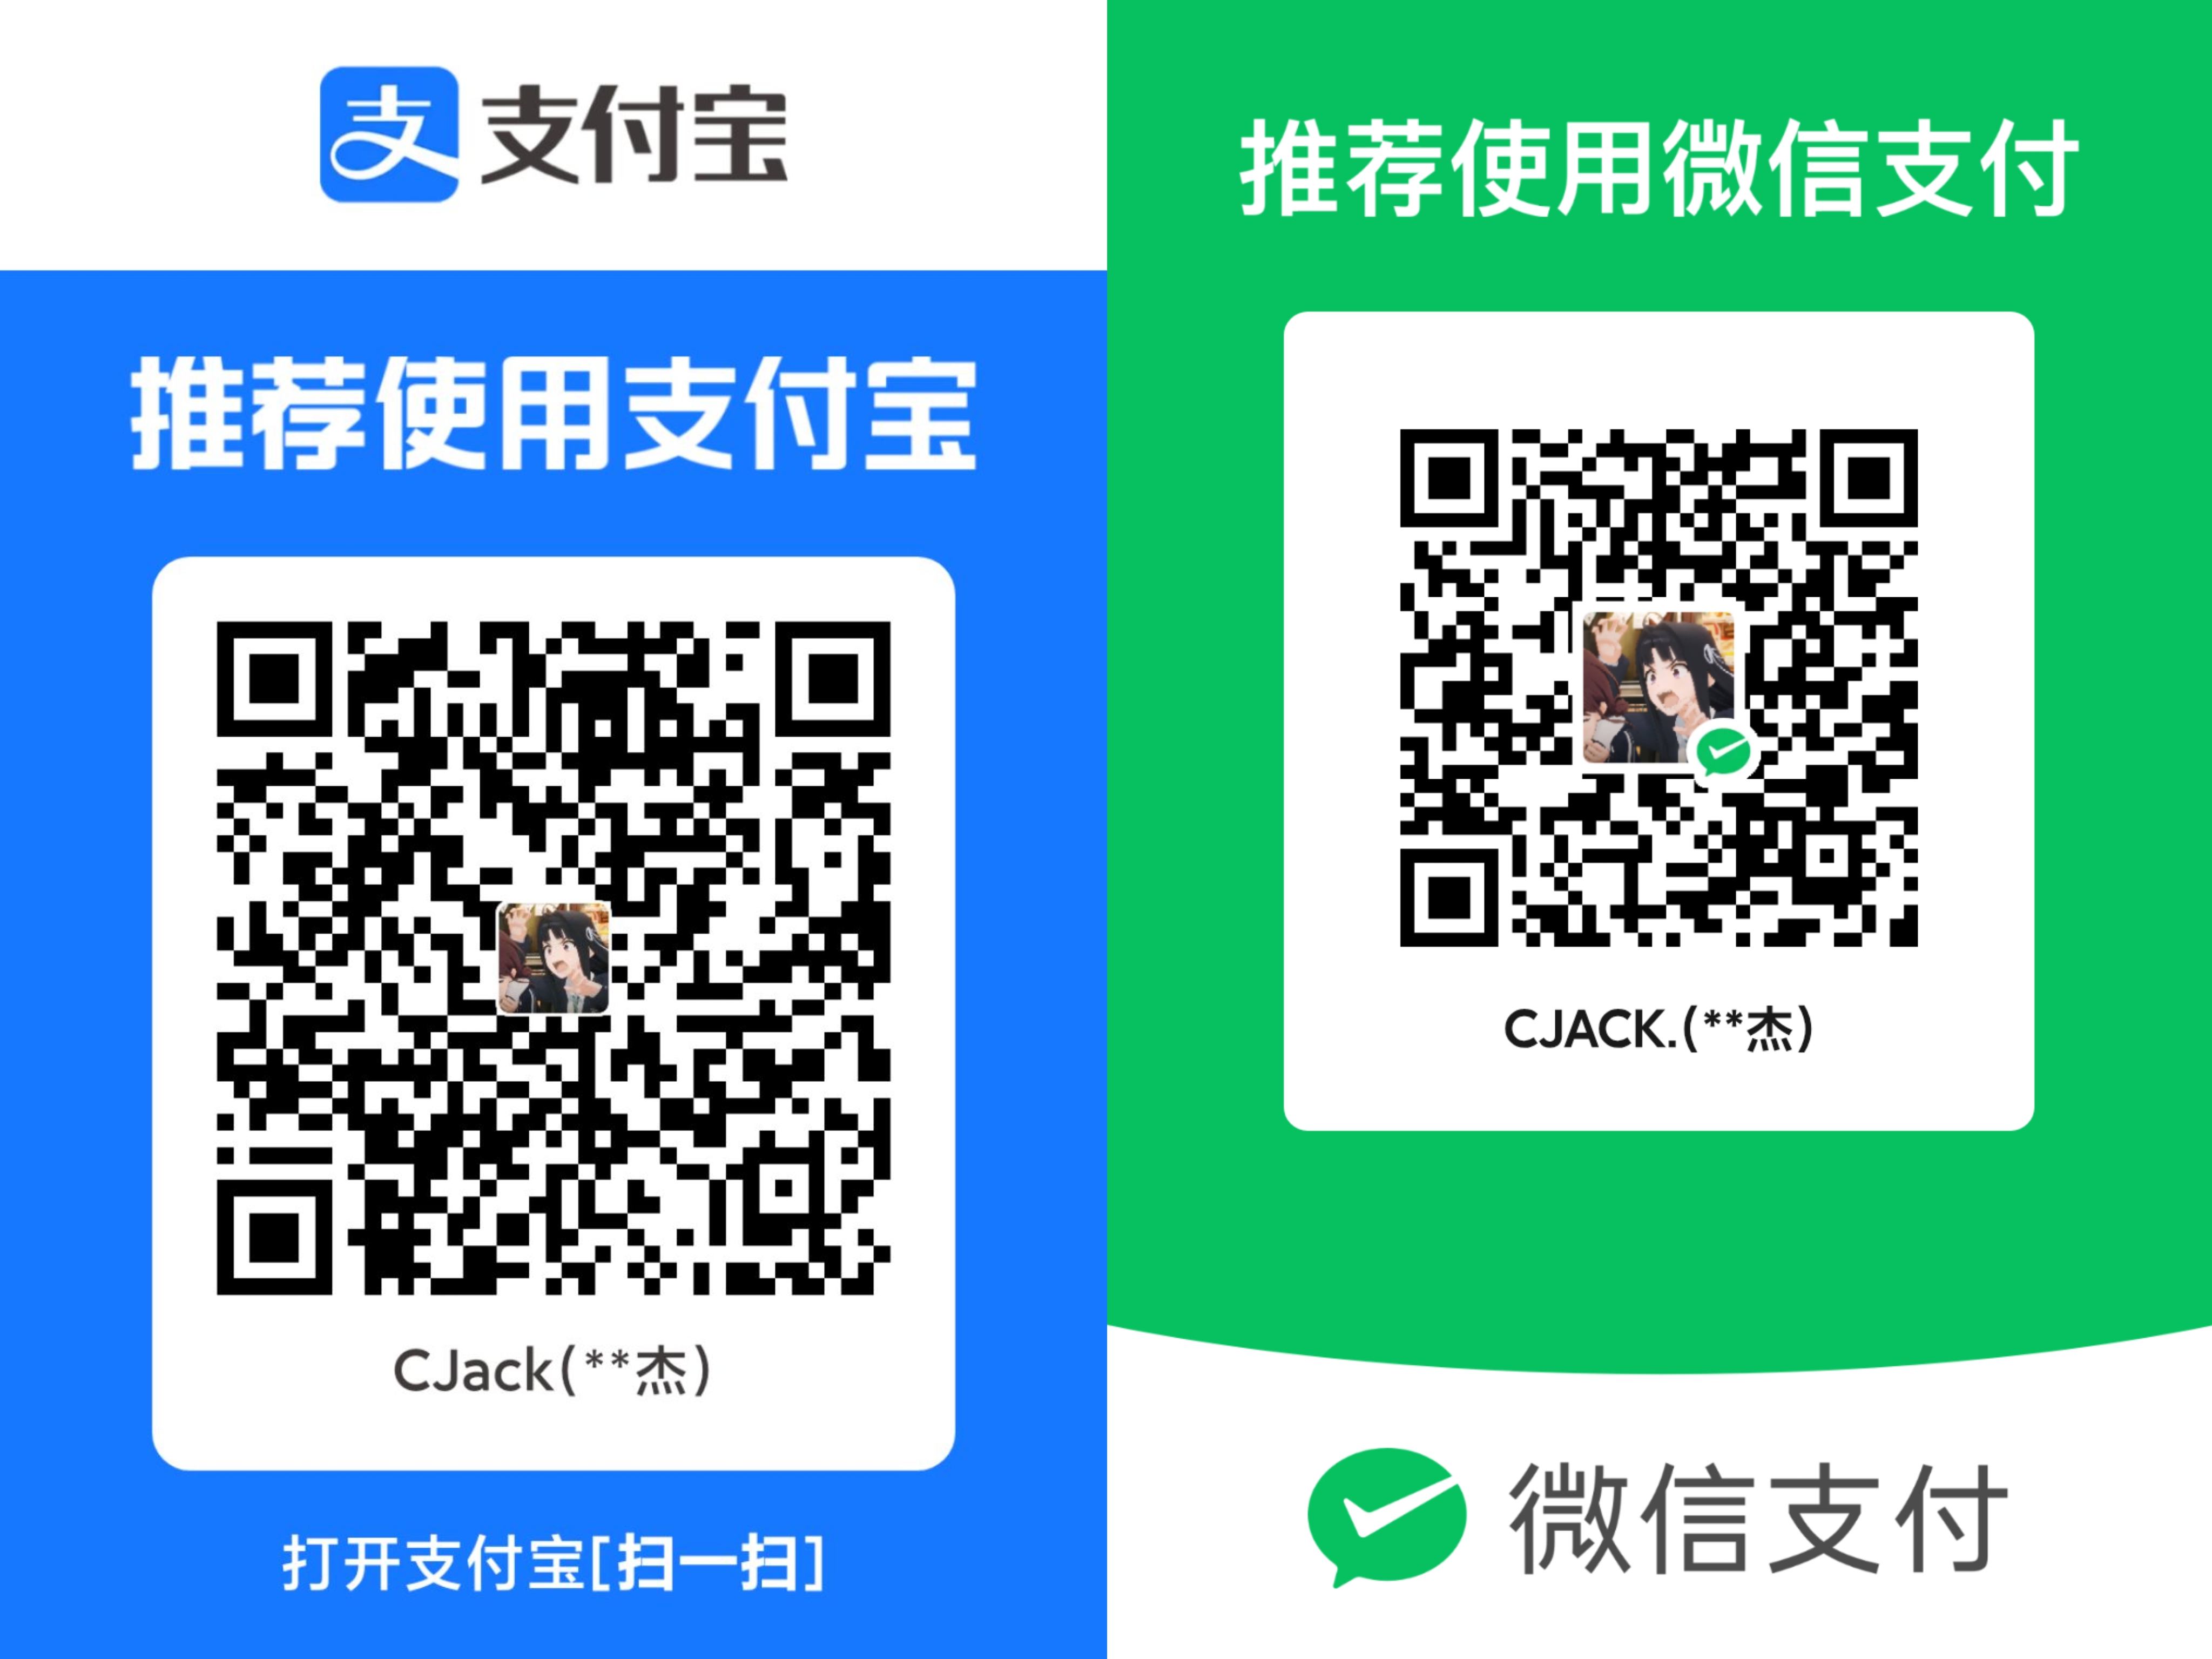 支付宝
推荐使用支付宝
CJack(**杰)
打开支付宝[扫一扫]
推荐使用微信支付
CJACK.(**杰)
微信支付